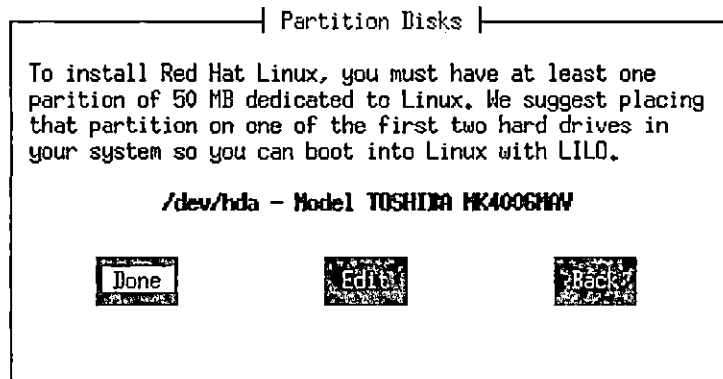 Partition Disks
To install Red Hat Linux, you must have at least one
parition of 50 MB dedicated to Linux. We suggest placing
that partition on one of the first two hard drives in
your system so you can boot into Linux with LILO.
/dev/hda - Model TOSHIBA MK4006MAV
Done Edit Back